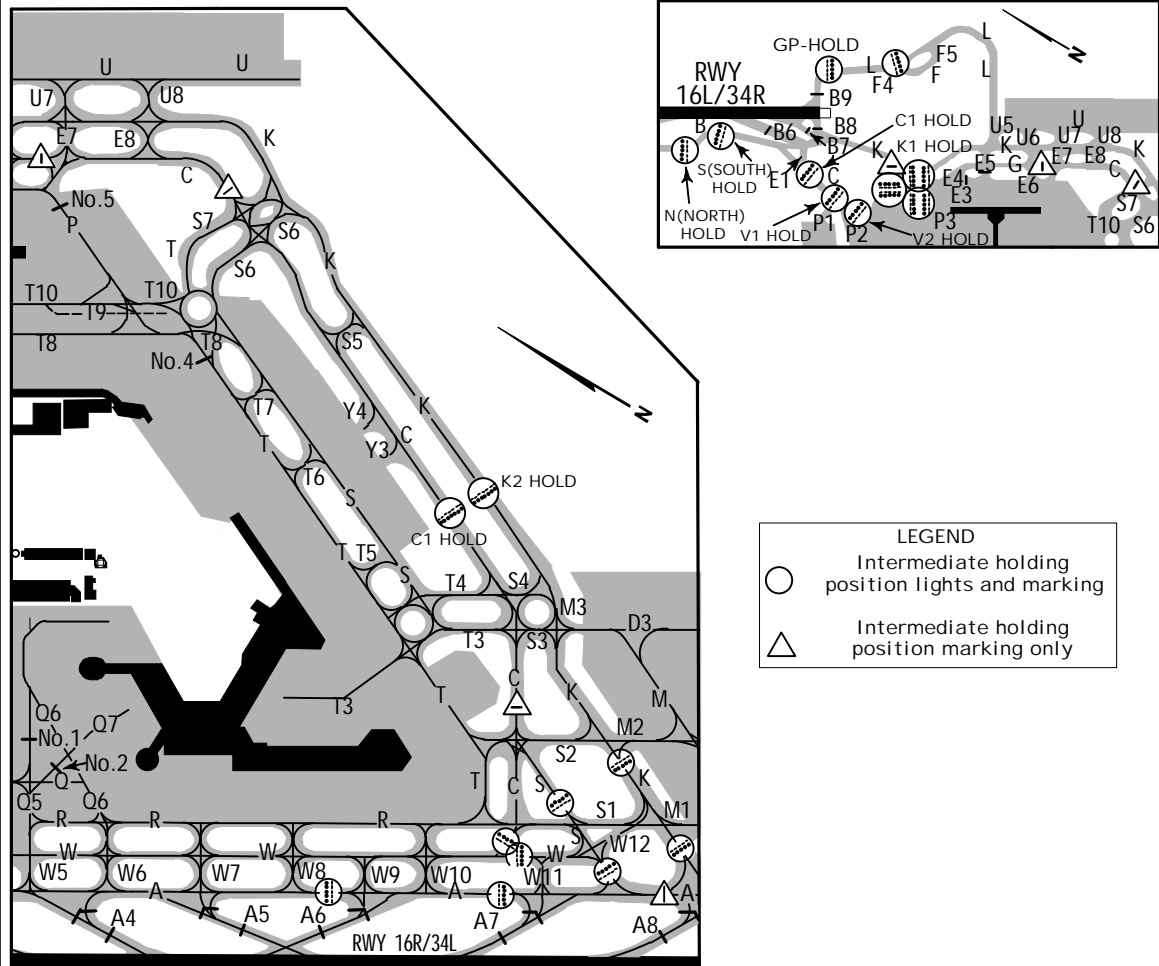 U
U
U7
U8
E7
E8
K
C
No.5
P
S7
S6
T
S6
K
T10
T10
T9
T8
T8
No.4
S5
T7
T
Y4
C
K
Y3
T6
S
K2 HOLD
C1 HOLD
T
T5
S
T4
S4
M3
D3
T3
S3
C
T
K
M
T3
Q6
Q7
No.1
No.2
Q
Q5
Q6
M2
S2
T
C
S
K
S1
M1
R
R
R
S
W
W
W
W12
W5
W6
W7
W8
W9
W10
W11
A
A
A
A4
A5
A6
A7
A8
RWY 16R/34L
GP-HOLD
L
F5
L
F
F4
L
N
RWY
16L/34R
B9
B
B6
B8
B7
C1 HOLD
K
K1 HOLD
U5
U
K
U6
U7
U8
K
S(SOUTH)
HOLD
E1
C
E4
E5
G
E7
E8
C
E3
E6
N(NORTH)
HOLD
V1 HOLD
P1
P2
V2 HOLD
P3
S7
T10
S6
N
LEGEND
Intermediate holding
position lights and marking
Intermediate holding
position marking only